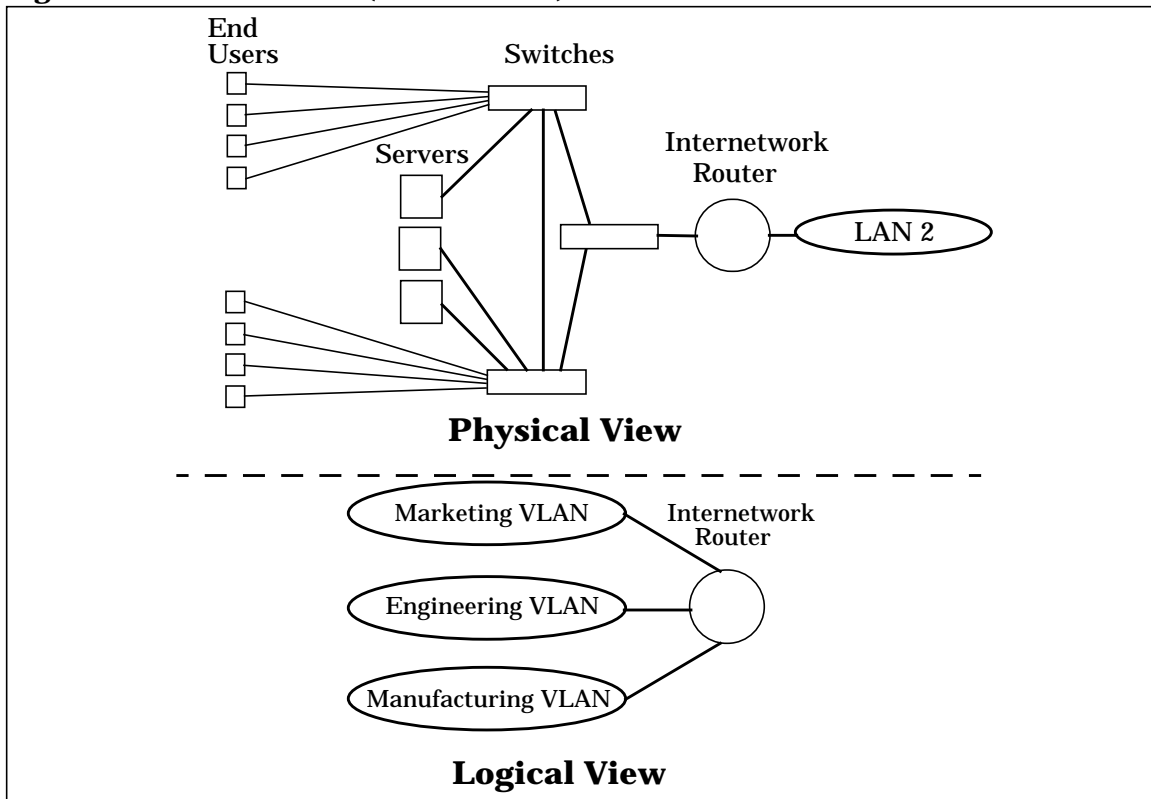 End
Users
Switches
Servers
Internetwork
Router
LAN 2
Physical View
Marketing VLAN
Internetwork
Router
Engineering VLAN
Manufacturing VLAN
Logical View